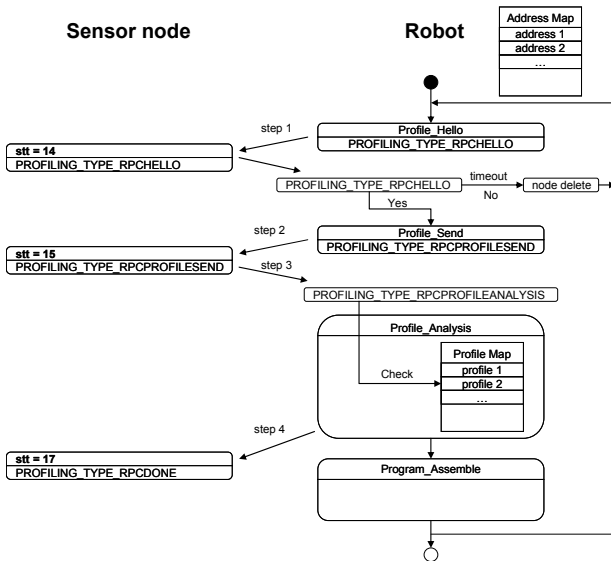 Sensor node
Robot
Address Map
address 1
address 2
...
step 1
Profile_Hello
PROFILING_TYPE_RPCHELLO
stt = 14
PROFILING_TYPE_RPCHELLO
PROFILING_TYPE_RPCHELLO
timeout
No
node delete
Yes
step 2
Profile_Send
PROFILING_TYPE_RPCPROFILESEND
stt = 15
PROFILING_TYPE_RPCPROFILESEND
step 3
PROFILING_TYPE_RPCPROFILEANALYSIS
Profile_Analysis
Profile Map
profile 1
profile 2
...
Check
step 4
stt = 17
PROFILING_TYPE_RPCDONE
Program_Assemble